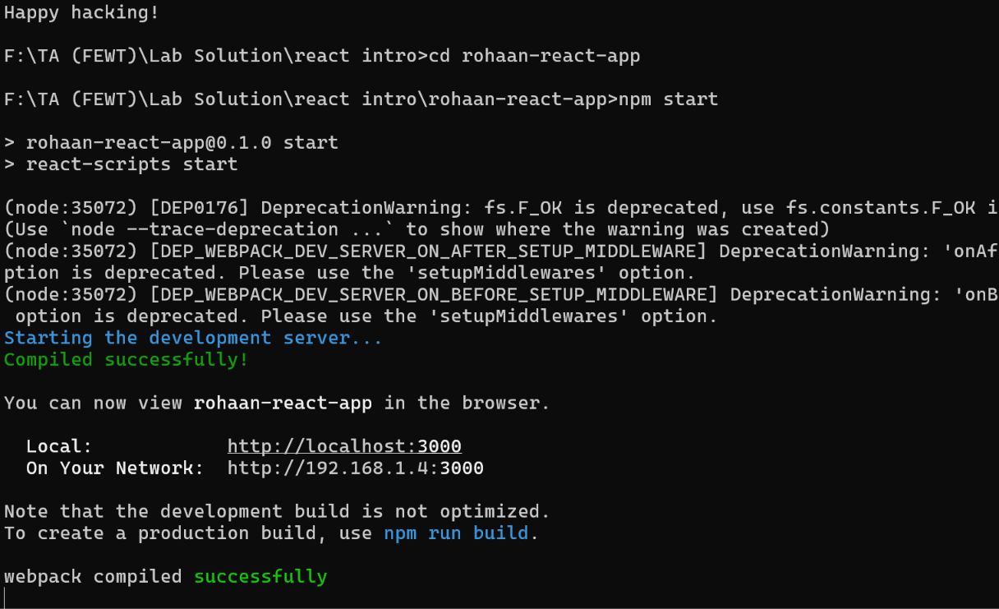 Happy hacking!
F:\TA (FEWT)\Lab Solution\react intro>cd rohaan-react-app
F:\TA (FEWT)\Lab Solution\react intro\rohaan-react-app>npm start
> rohaan-react-app@0.1.0 start
> react-scripts start
(node:35072) [DEP0176] DeprecationWarning: fs.F_OK is deprecated, use fs.constants.F_OK i
(Use `node --trace-deprecation ...` to show where the warning was created)
(node:35072) [DEP_WEBPACK_DEV_SERVER_ON_AFTER_SETUP_MIDDLEWARE] DeprecationWarning: 'onAf
ption is deprecated. Please use the 'setupMiddlewares' option.
(node:35072) [DEP_WEBPACK_DEV_SERVER_ON_BEFORE_SETUP_MIDDLEWARE] DeprecationWarning: 'onB
 option is deprecated. Please use the 'setupMiddlewares' option.
Starting the development server...
Compiled successfully!
You can now view rohaan-react-app in the browser.
  Local:            http://localhost:3000
  On Your Network:  http://192.168.1.4:3000
Note that the development build is not optimized.
To create a production build, use npm run build.
webpack compiled successfully